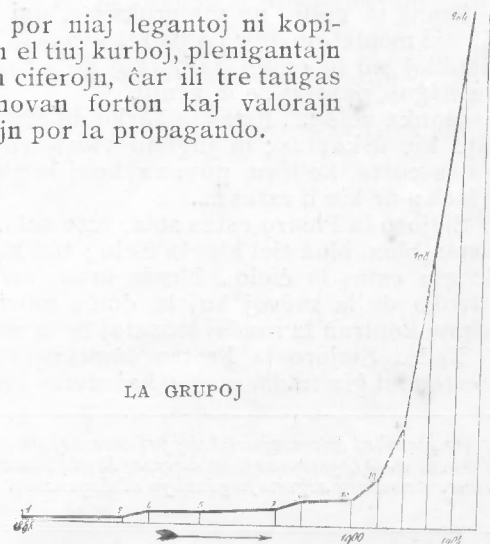 por niaj legantoj ni kopi-
n el tiuj kurboj, plenigantajn
n ciferojn, ĉar ili tre taŭgas
novan forton kaj valorajn
jn por la propagando.
LA GRUPOJ
1900